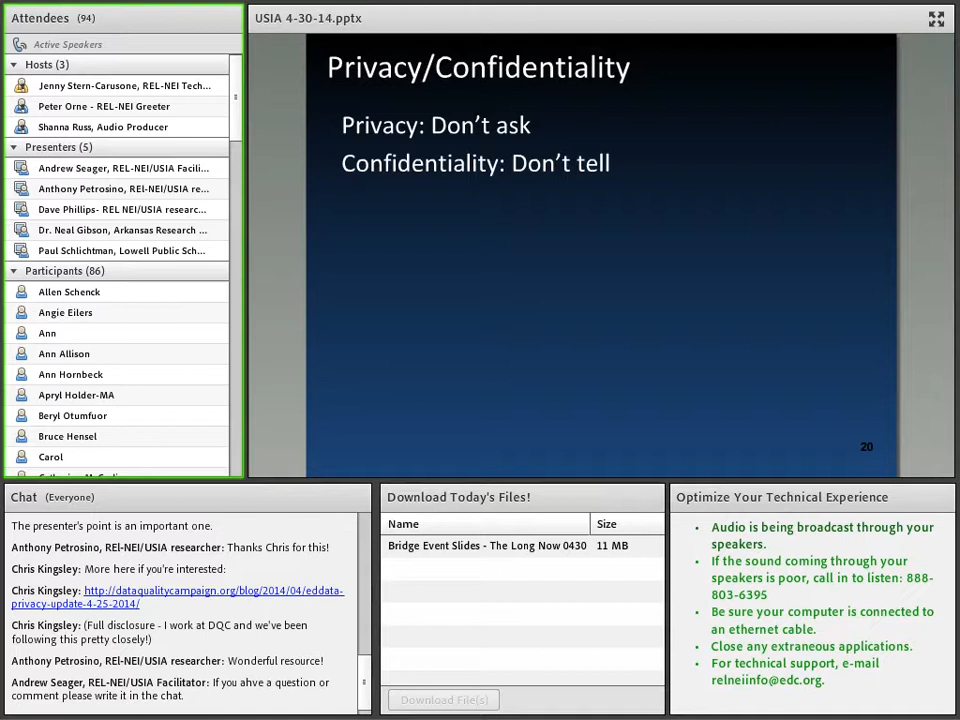 Attendees (94)
Active Speakers
Hosts (3)
Jenny Stern-Carusone, REL-NEI Tech...
Peter Orne - REL-NEI Greeter
Shanna Russ, Audio Producer
Presenters (5)
Andrew Seager, REL-NEI/USIA Facili...
Anthony Petrosino, REl-NEI/USIA re...
Dave Phillips- REL NEI/USIA researc...
Dr. Neal Gibson, Arkansas Research ...
Paul Schlichtman, Lowell Public Sch...
Participants (86)
Allen Schenck
Angie Eilers
Ann
Ann Allison
Ann Hornbeck
Apryl Holder-MA
Beryl Otumfuor
Bruce Hensel
Carol
USIA 4-30-14.pptx
Privacy/Confidentiality
Privacy: Don't ask
Confidentiality: Don't tell
20
Chat (Everyone)
The presenter's point is an important one.
Anthony Petrosino, REl-NEI/USIA researcher: Thanks Chris for this!
Chris Kingsley: More here if you're interested:
Chris Kingsley: http://dataqualitycampaign.org/blog/2014/04/eddata-
privacy-update-4-25-2014/
Chris Kingsley: (Full disclosure - I work at DQC and we've been
following this pretty closely!)
Anthony Petrosino, REl-NEI/USIA researcher: Wonderful resource!
Andrew Seager, REL-NEI/USIA Facilitator: If you ahve a question or
comment please write it in the chat.
Download Today's Files!
Name Size
Bridge Event Slides - The Long Now 0430 11 MB
Download File(s)
Optimize Your Technical Experience
• Audio is being broadcast through your
speakers.
• If the sound coming through your
speakers is poor, call in to listen: 888-
803-6395
• Be sure your computer is connected to
an ethernet cable.
• Close any extraneous applications.
• For technical support, e-mail
relneiinfo@edc.org.